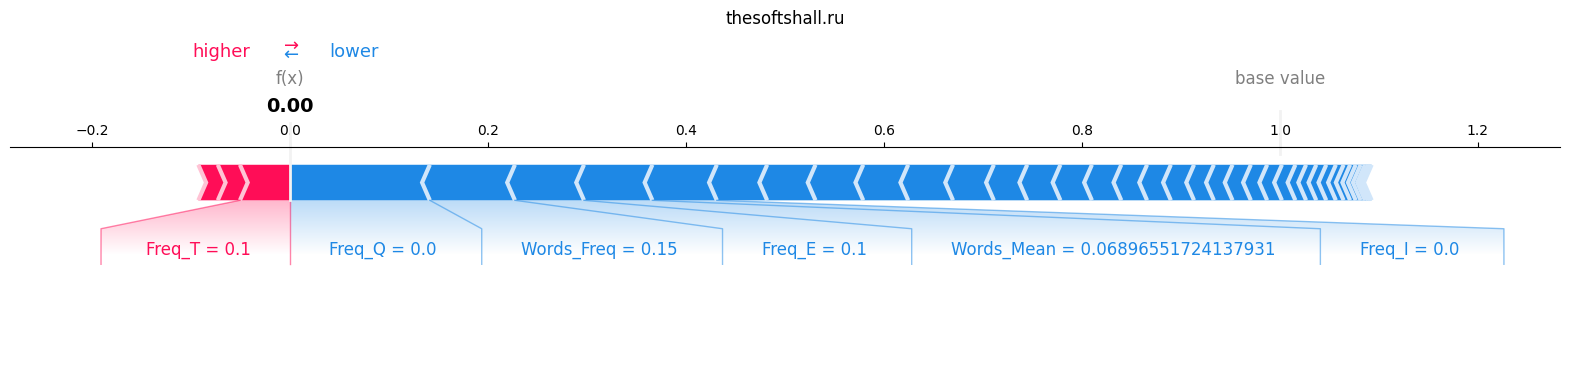 thesoftshall.ru
higher ⇄ lower
f(x) base value
0.00
−0.2 0.0 0.2 0.4 0.6 0.8 1.0 1.2
Freq_T = 0.1 Freq_Q = 0.0 Words_Freq = 0.15 Freq_E = 0.1 Words_Mean = 0.06896551724137931 Freq_I = 0.0